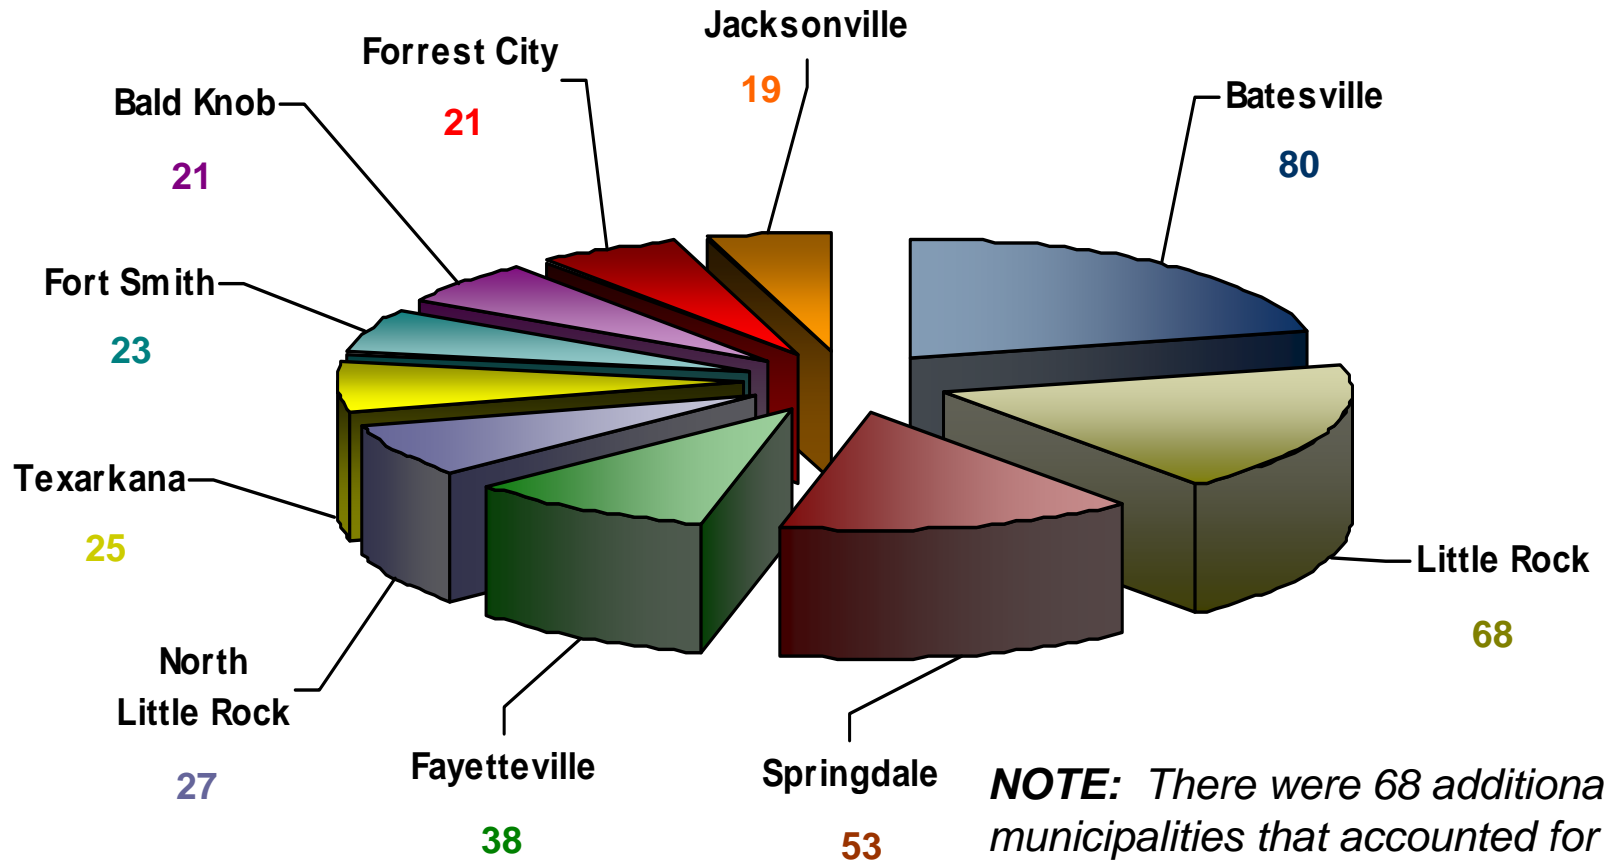 Jacksonville
19
Forrest City
21
Bald Knob
21
Batesville
80
Fort Smith
23
Texarkana
25
Little Rock
68
North
Little Rock
27
Fayetteville
38
Springdale
53
NOTE: There were 68 additiona
municipalities that accounted for